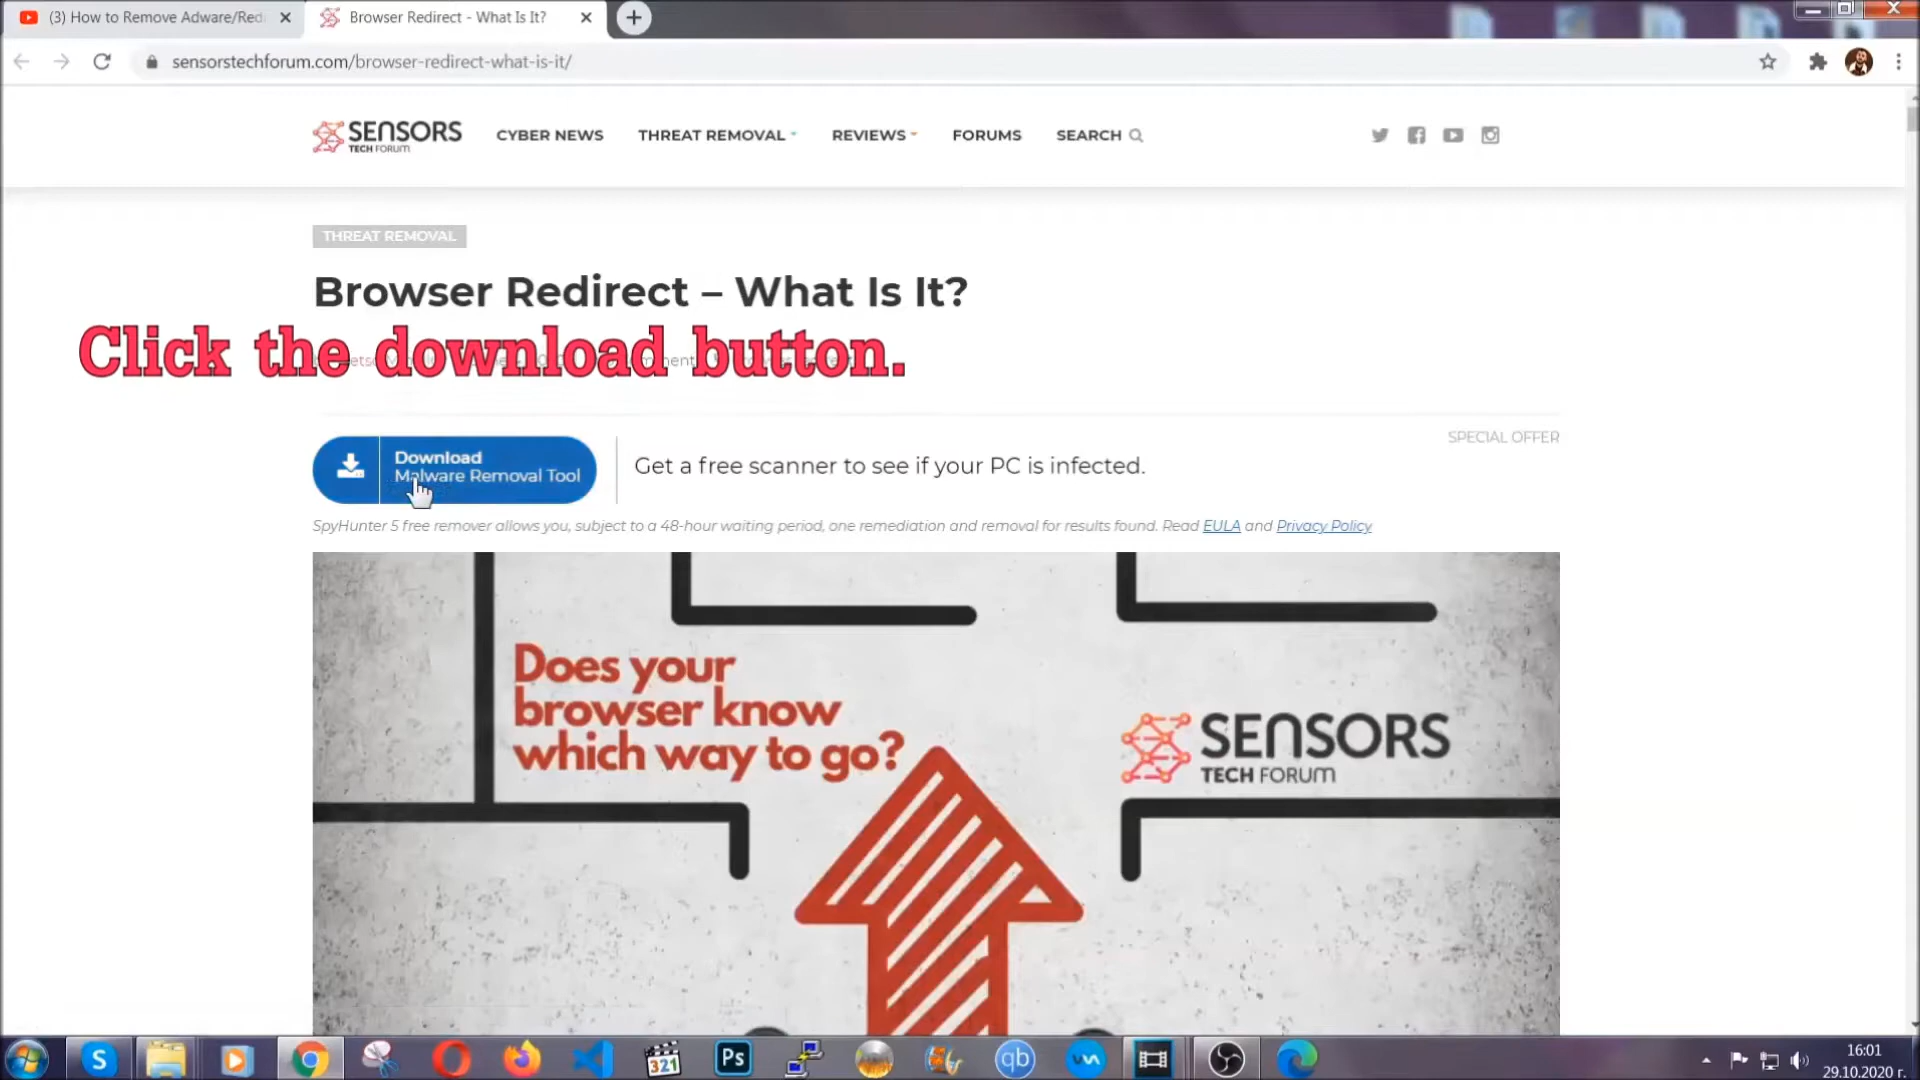 (3) How to Remove Adware/Red
Browser Redirect - What Is It?
sensorstechforum.com/browser-redirect-what-is-it/
SENSORS
TECH FORUM
CYBER NEWS
THREAT REMOVAL
REVIEWS
FORUMS
SEARCH
THREAT REMOVAL
Browser Redirect – What Is It?
Click the download button.
SPECIAL OFFER
Download
Malware Removal Tool
Get a free scanner to see if your PC is infected.
SpyHunter 5 free remover allows you, subject to a 48-hour waiting period, one remediation and removal for results found. Read EULA and Privacy Policy
Does your
browser know
which way to go?
SENSORS
TECH FORUM
S
321
Ps
qb
16:01
29.10.2020 г.